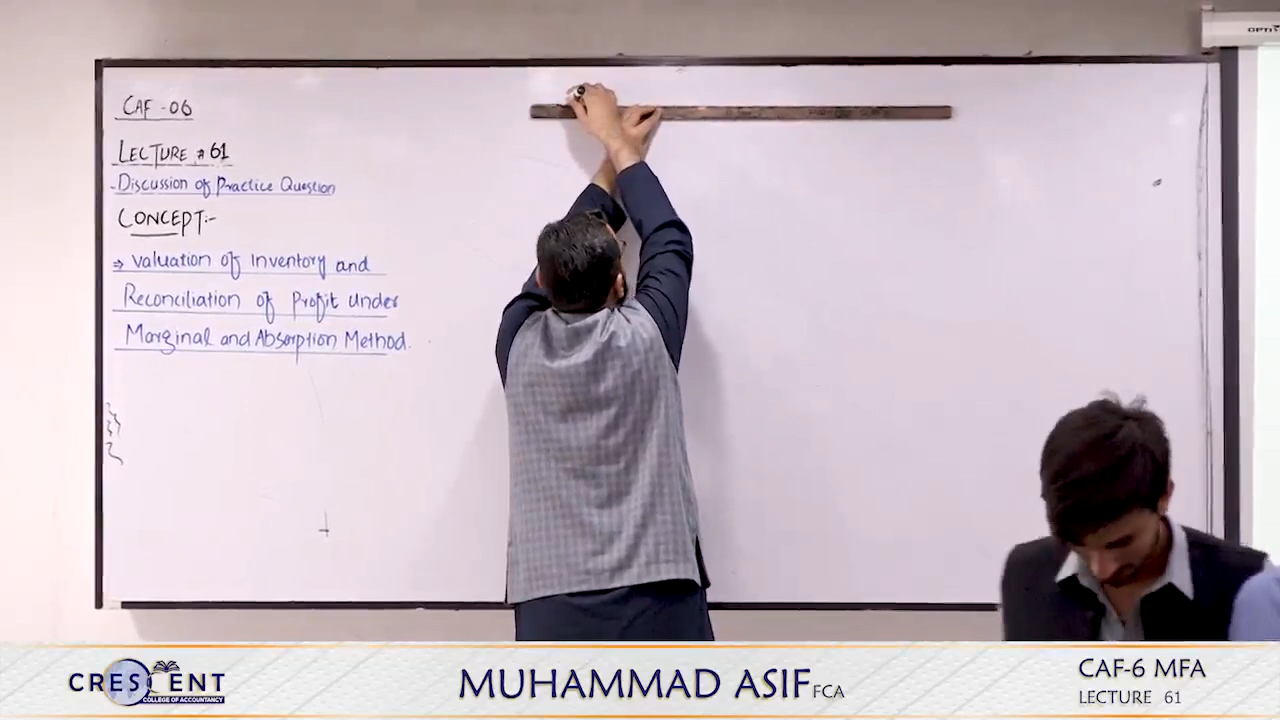 CAF - 06
LECTURE # 61
- Discussion of Practice Question
CONCEPT:-
⇒ Valuation of Inventory and
Reconciliation of Profit Under
Marginal and Absorption Method.
CRESCENT
COLLEGE OF ACCOUNTANCY
MUHAMMAD ASIF FCA
CAF-6 MFA
LECTURE 61